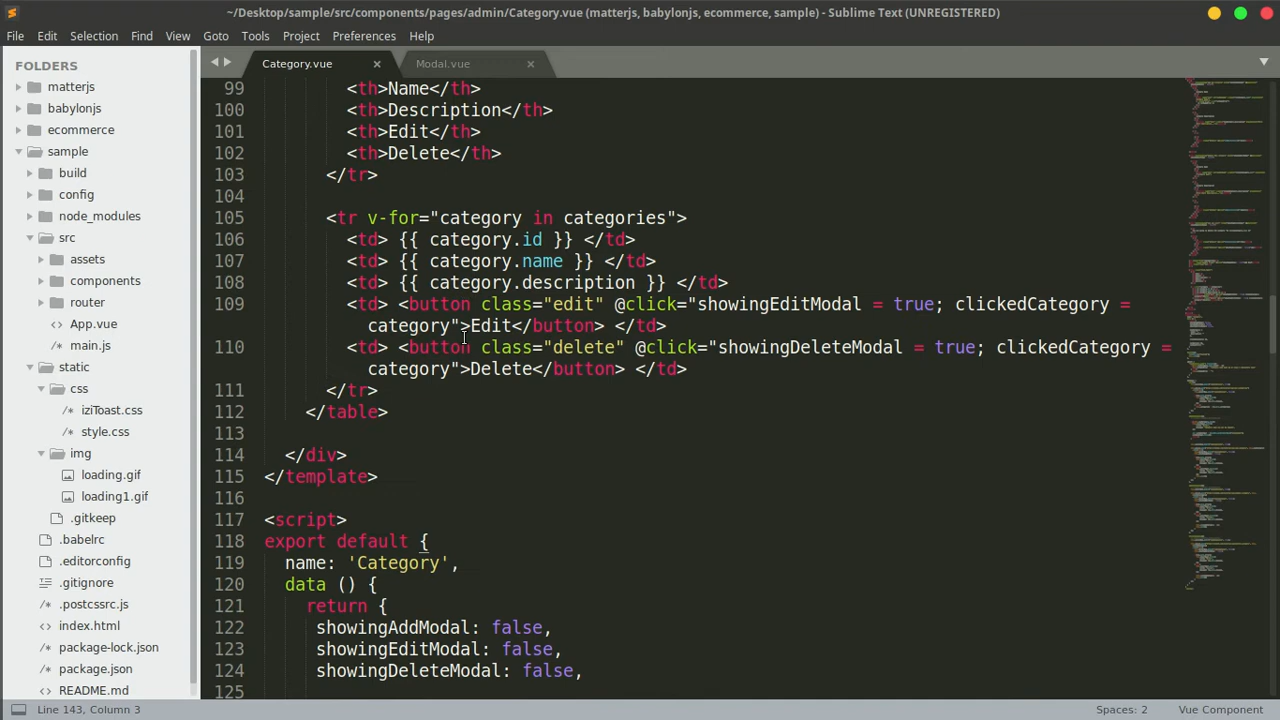 ~/Desktop/sample/src/components/pages/admin/Category.vue (matterjs, babylonjs, ecommerce, sample) - Sublime Text (UNREGISTERED)
File Edit Selection Find View Goto Tools Project Preferences Help
FOLDERS
matterjs
babylonjs
ecommerce
sample
build
config
node_modules
src
assets
components
router
App.vue
main.js
static
css
/* iziToast.css
/* style.css
img
loading.gif
loading1.gif
.gitkeep
.babelrc
.editorconfig
.gitignore
/* .postcssrc.js
<> index.html
package-lock.json
package.json
README.md
Category.vue × Modal.vue ×
99 <th>Name</th>
100 <th>Description</th>
101 <th>Edit</th>
102 <th>Delete</th>
103 </tr>
104
105 <tr v-for="category in categories">
106 <td> {{ category.id }} </td>
107 <td> {{ category.name }} </td>
108 <td> {{ category.description }} </td>
109 <td> <button class="edit" @click="showingEditModal = true; clickedCategory =
category">Edit</button> </td>
110 <td> <button class="delete" @click="showingDeleteModal = true; clickedCategory =
category">Delete</button> </td>
111 </tr>
112 </table>
113
114 </div>
115 </template>
116
117 <script>
118 export default {
119 name: 'Category',
120 data () {
121 return {
122 showingAddModal: false,
123 showingEditModal: false,
124 showingDeleteModal: false,
125
Line 143, Column 3
Spaces: 2
Vue Component